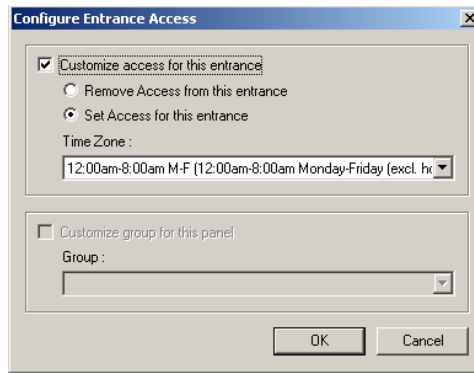 Configure Entrance Access
Customize access for this entrance
Remove Access from this entrance
Set Access for this entrance
Time Zone :
12:00am-8:00am M-F (12:00am-8:00am Monday-Friday (excl. ho
Customize group for this panel
Group :
OK Cancel